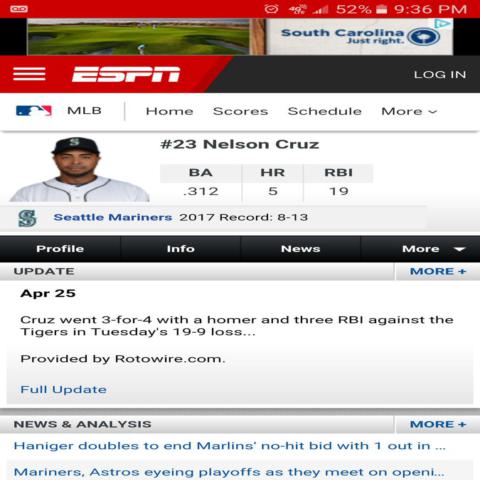 4G LTE 52% 9:36 PM
South Carolina
Just right.
ESPN
LOG IN
MLB Home Scores Schedule More
#23 Nelson Cruz
BA HR RBI
.312 5 19
Seattle Mariners 2017 Record: 8-13
Profile Info News More
UPDATE MORE +
Apr 25
Cruz went 3-for-4 with a homer and three RBI against the
Tigers in Tuesday's 19-9 loss...
Provided by Rotowire.com.
Full Update
NEWS & ANALYSIS MORE +
Haniger doubles to end Marlins' no-hit bid with 1 out in ...
Mariners, Astros eyeing playoffs as they meet on openi...